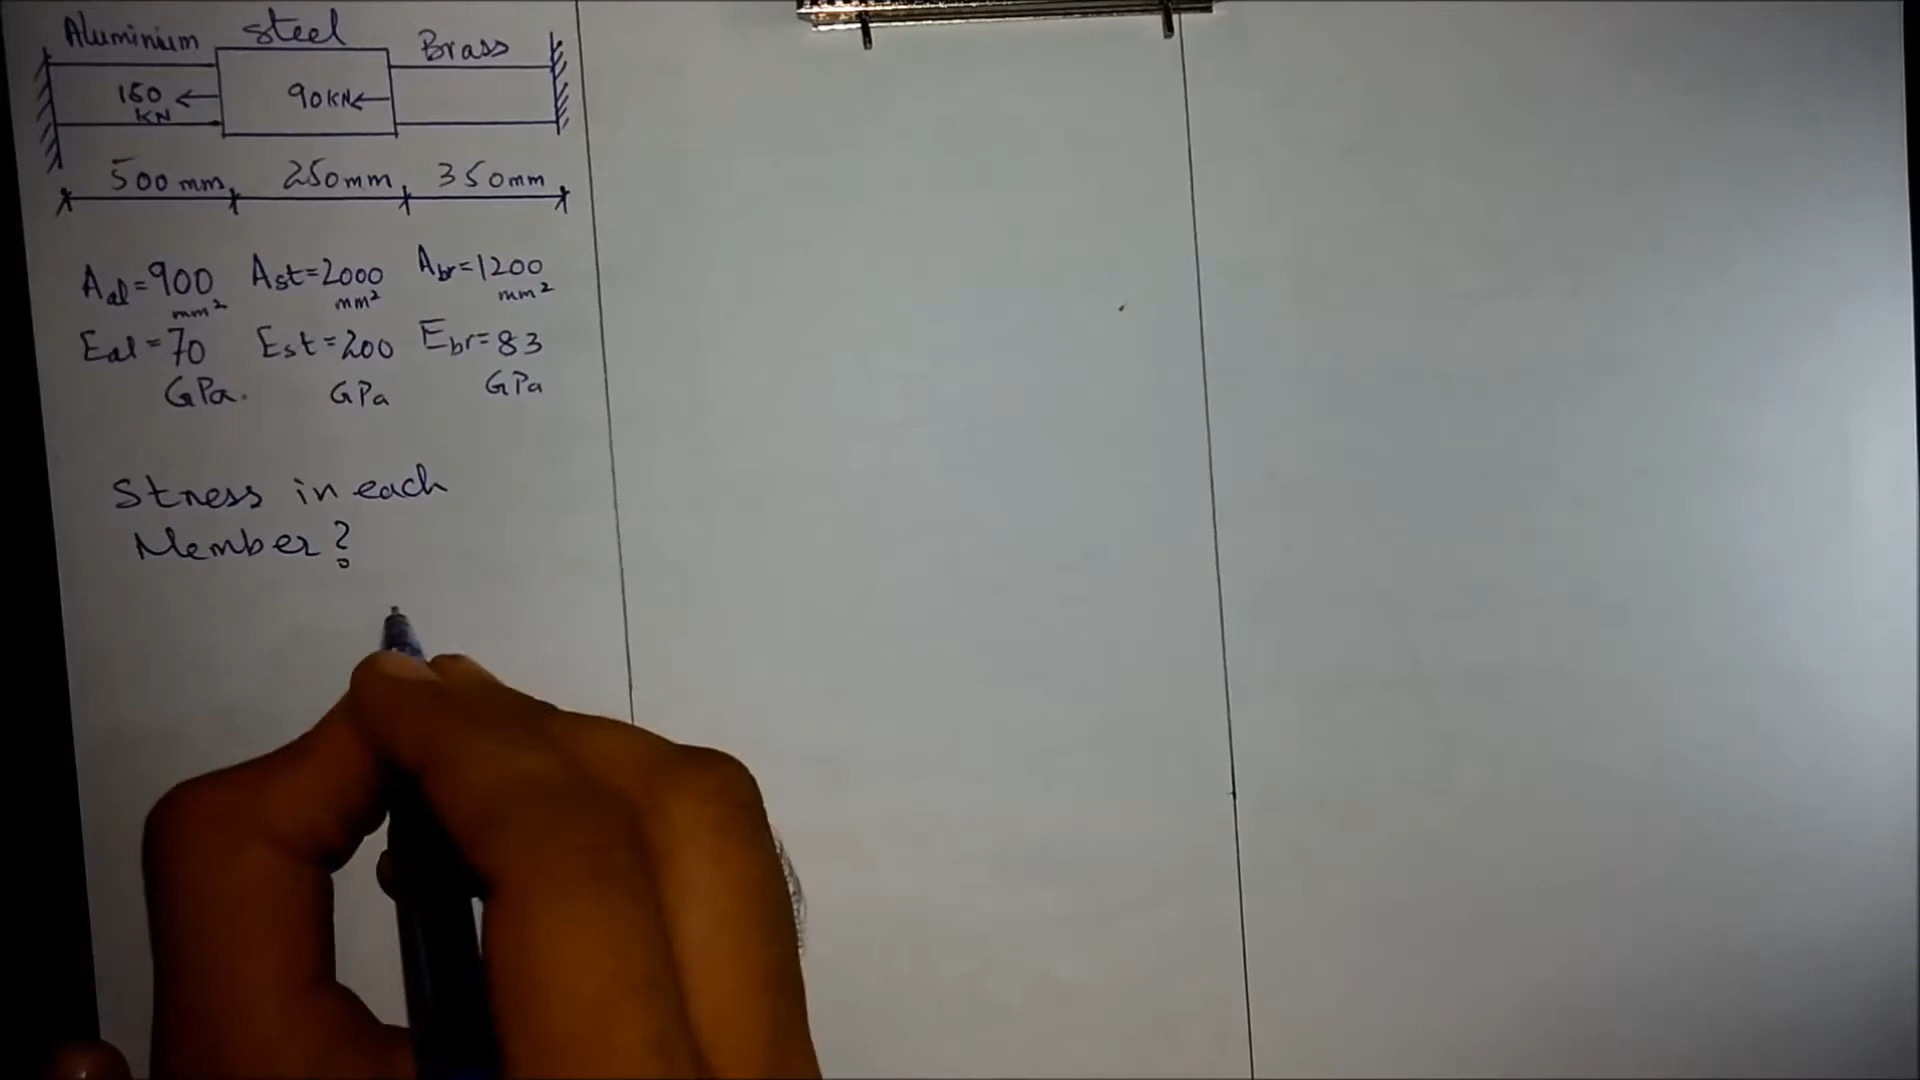 Aluminium Steel Brass
160 KN 90KN
500 mm 250mm 350mm
Aal=900 mm² Ast=2000 mm² Abr=1200 mm²
Eal=70 GPa. Est=200 GPa Ebr=83 GPa
Stress in each
Member?